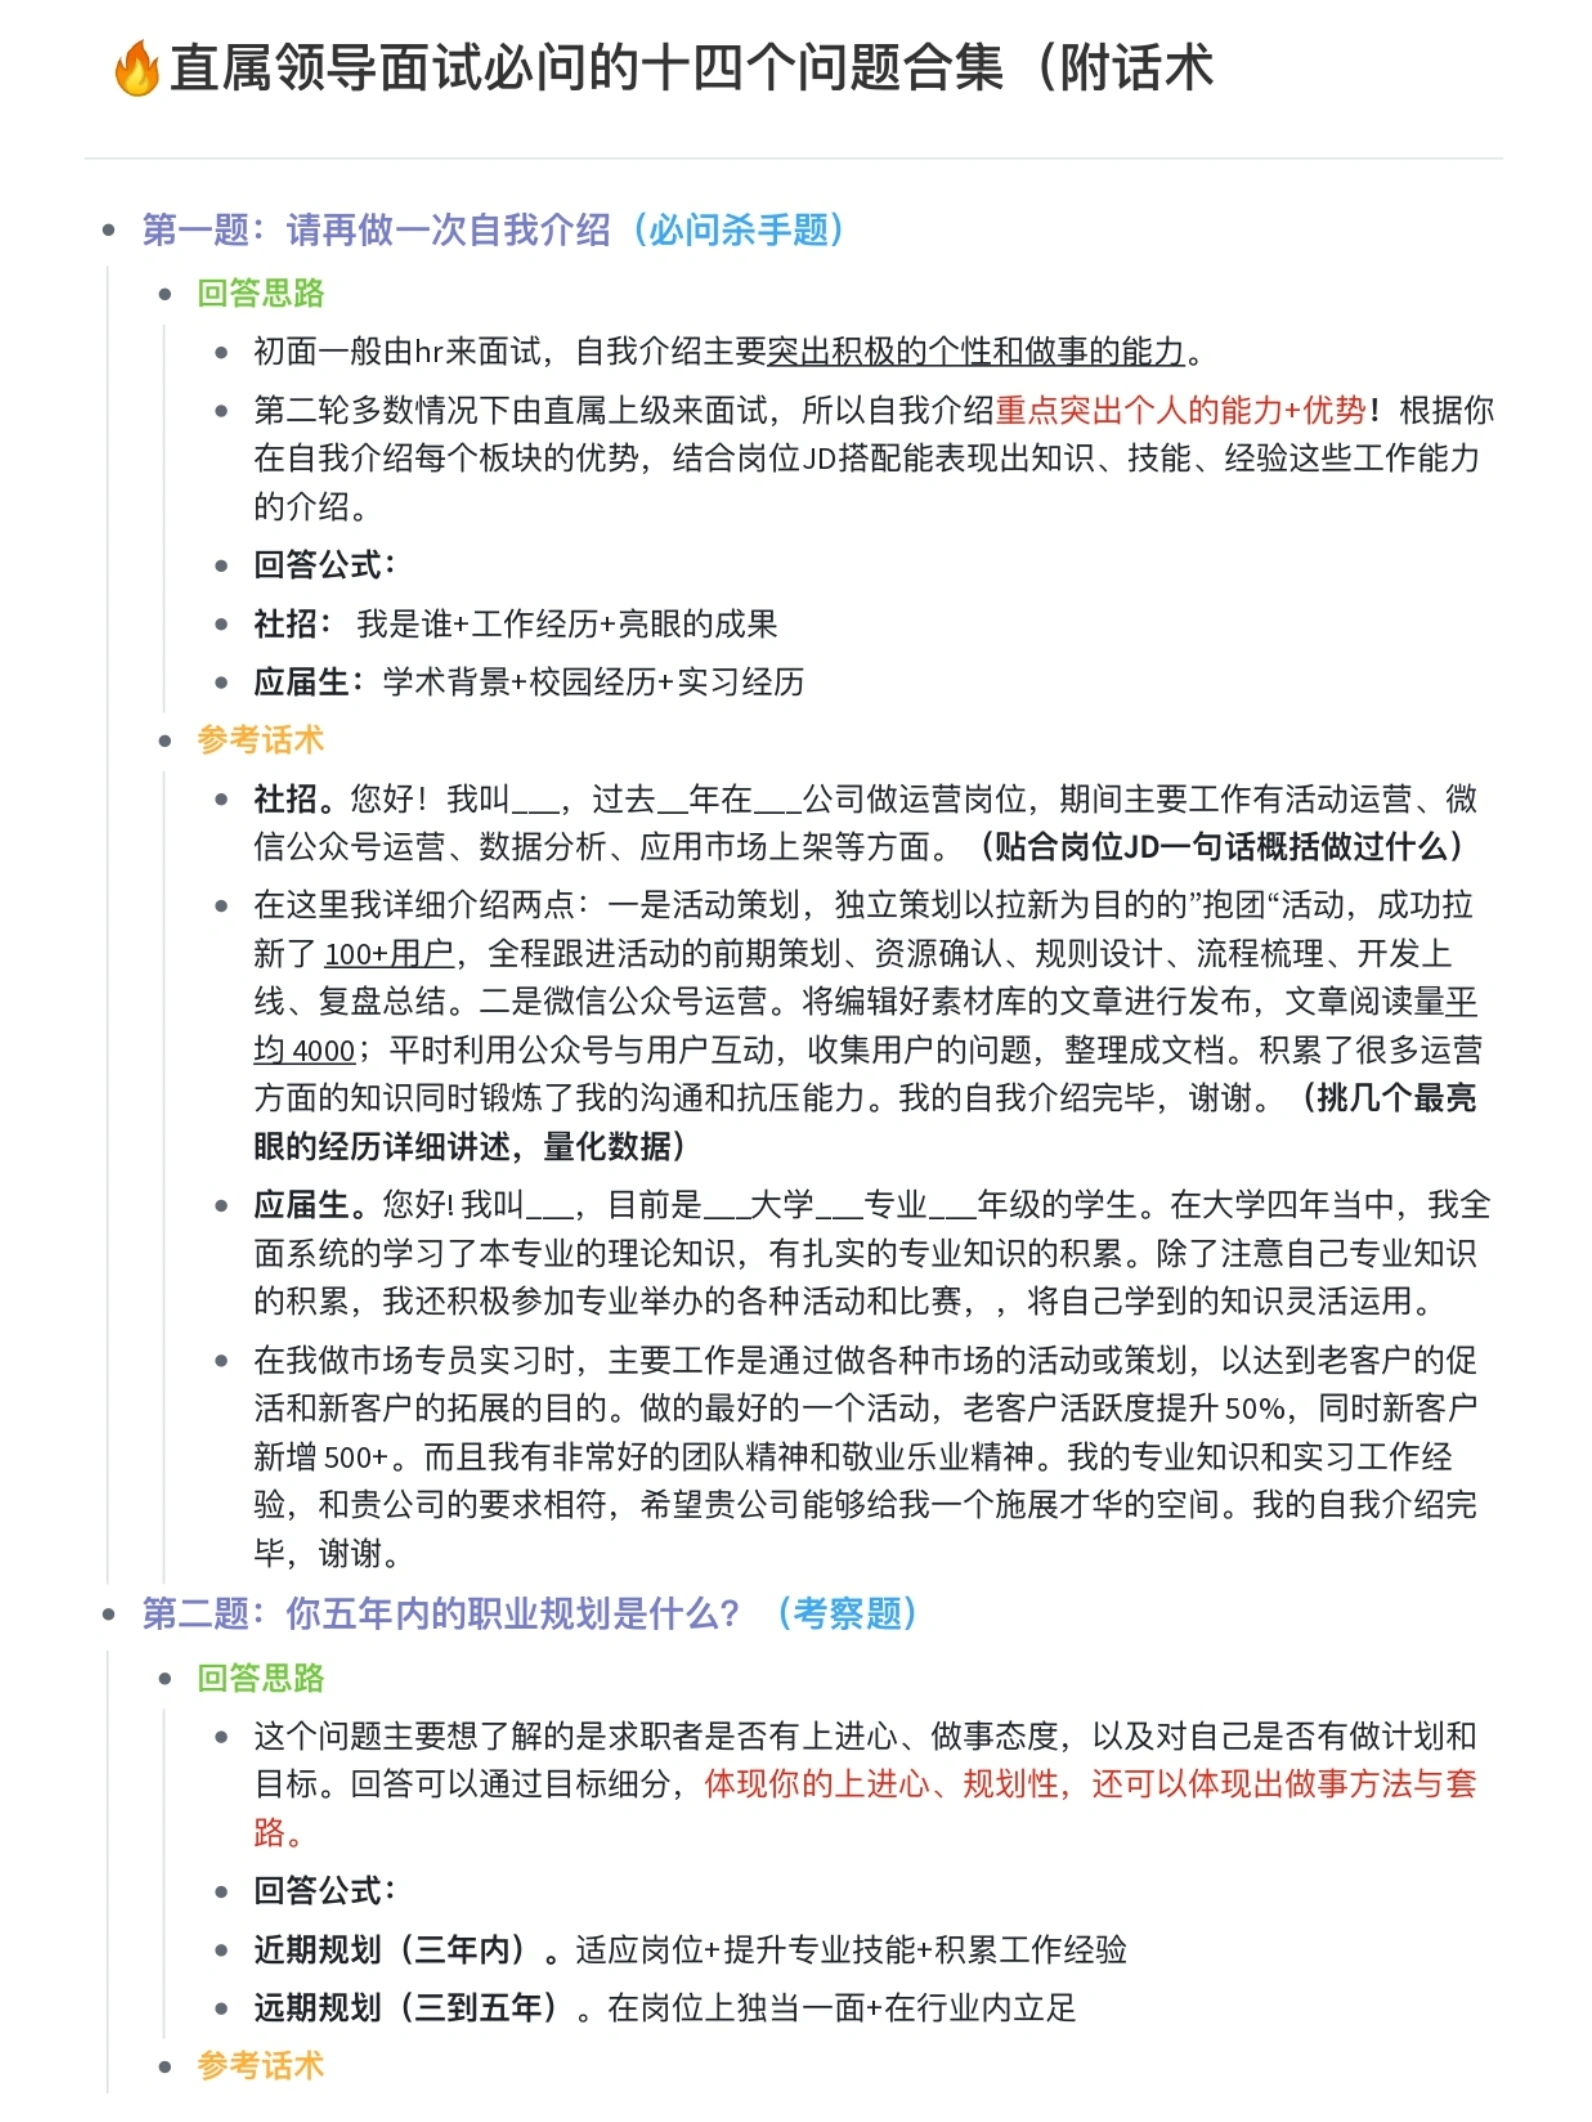 🔥直属领导面试必问的十四个问题合集（附话术
第一题：请再做一次自我介绍（必问杀手题）
回答思路
初面一般由hr来面试，自我介绍主要突出积极的个性和做事的能力。
第二轮多数情况下由直属上级来面试，所以自我介绍重点突出个人的能力+优势！根据你
在自我介绍每个板块的优势，结合岗位JD搭配能表现出知识、技能、经验这些工作能力
的介绍。
回答公式：
社招： 我是谁+工作经历+亮眼的成果
应届生：学术背景+校园经历+实习经历
参考话术
社招。您好！我叫___，过去__年在___公司做运营岗位，期间主要工作有活动运营、微
信公众号运营、数据分析、应用市场上架等方面。（贴合岗位JD一句话概括做过什么）
在这里我详细介绍两点：一是活动策划，独立策划以拉新为目的的”抱团“活动，成功拉
新了 100+用户，全程跟进活动的前期策划、资源确认、规则设计、流程梳理、开发上
线、复盘总结。二是微信公众号运营。将编辑好素材库的文章进行发布，文章阅读量平
均 4000；平时利用公众号与用户互动，收集用户的问题，整理成文档。积累了很多运营
方面的知识同时锻炼了我的沟通和抗压能力。我的自我介绍完毕，谢谢。（挑几个最亮
眼的经历详细讲述，量化数据）
应届生。您好! 我叫___，目前是___大学___专业___年级的学生。在大学四年当中，我全
面系统的学习了本专业的理论知识，有扎实的专业知识的积累。除了注意自己专业知识
的积累，我还积极参加专业举办的各种活动和比赛，，将自己学到的知识灵活运用。
在我做市场专员实习时，主要工作是通过做各种市场的活动或策划，以达到老客户的促
活和新客户的拓展的目的。做的最好的一个活动，老客户活跃度提升 50%，同时新客户
新增 500+。而且我有非常好的团队精神和敬业乐业精神。我的专业知识和实习工作经
验，和贵公司的要求相符，希望贵公司能够给我一个施展才华的空间。我的自我介绍完
毕，谢谢。
第二题：你五年内的职业规划是什么？（考察题）
回答思路
这个问题主要想了解的是求职者是否有上进心、做事态度，以及对自己是否有做计划和
目标。回答可以通过目标细分，体现你的上进心、规划性，还可以体现出做事方法与套
路。
回答公式：
近期规划（三年内）。适应岗位+提升专业技能+积累工作经验
远期规划（三到五年）。在岗位上独当一面+在行业内立足
参考话术